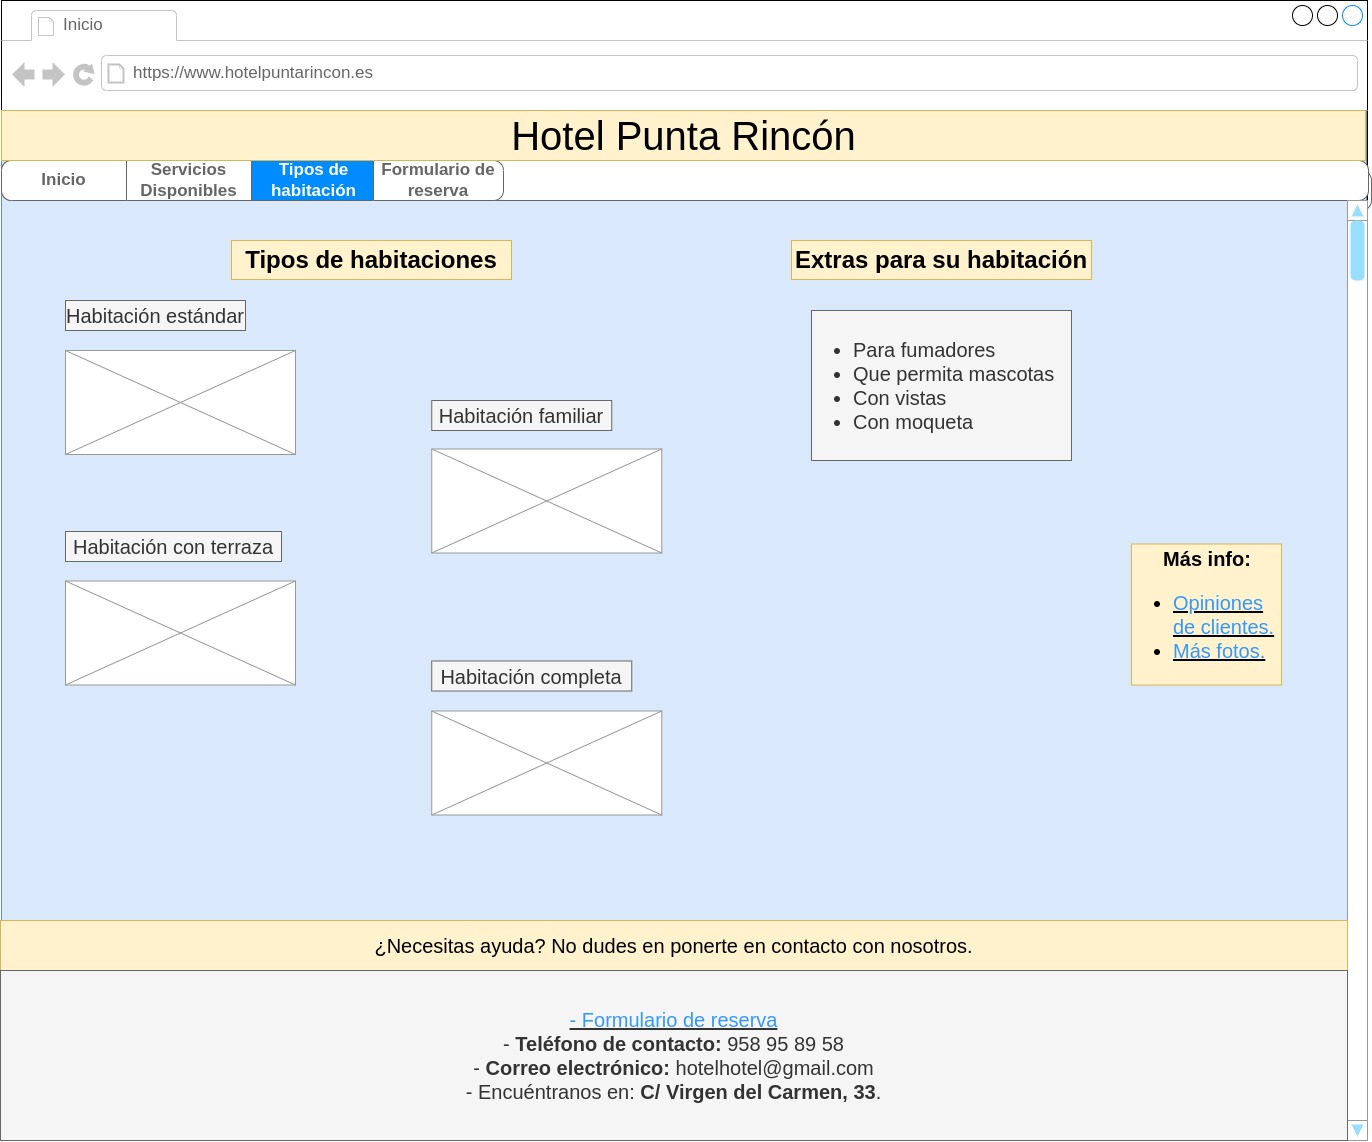 Inicio
https://www.hotelpuntarincon.es
Hotel Punta Rincón
Inicio
Servicios
Disponibles
Tipos de
habitación
Formulario de
reserva
Tipos de habitaciones
Habitación estándar
Habitación familiar
Habitación con terraza
Habitación completa
Extras para su habitación
• Para fumadores
• Que permita mascotas
• Con vistas
• Con moqueta
Más info:
• Opiniones
de clientes.
• Más fotos.
¿Necesitas ayuda? No dudes en ponerte en contacto con nosotros.
- Formulario de reserva
- Teléfono de contacto: 958 95 89 58
- Correo electrónico: hotelhotel@gmail.com
- Encuéntranos en: C/ Virgen del Carmen, 33.